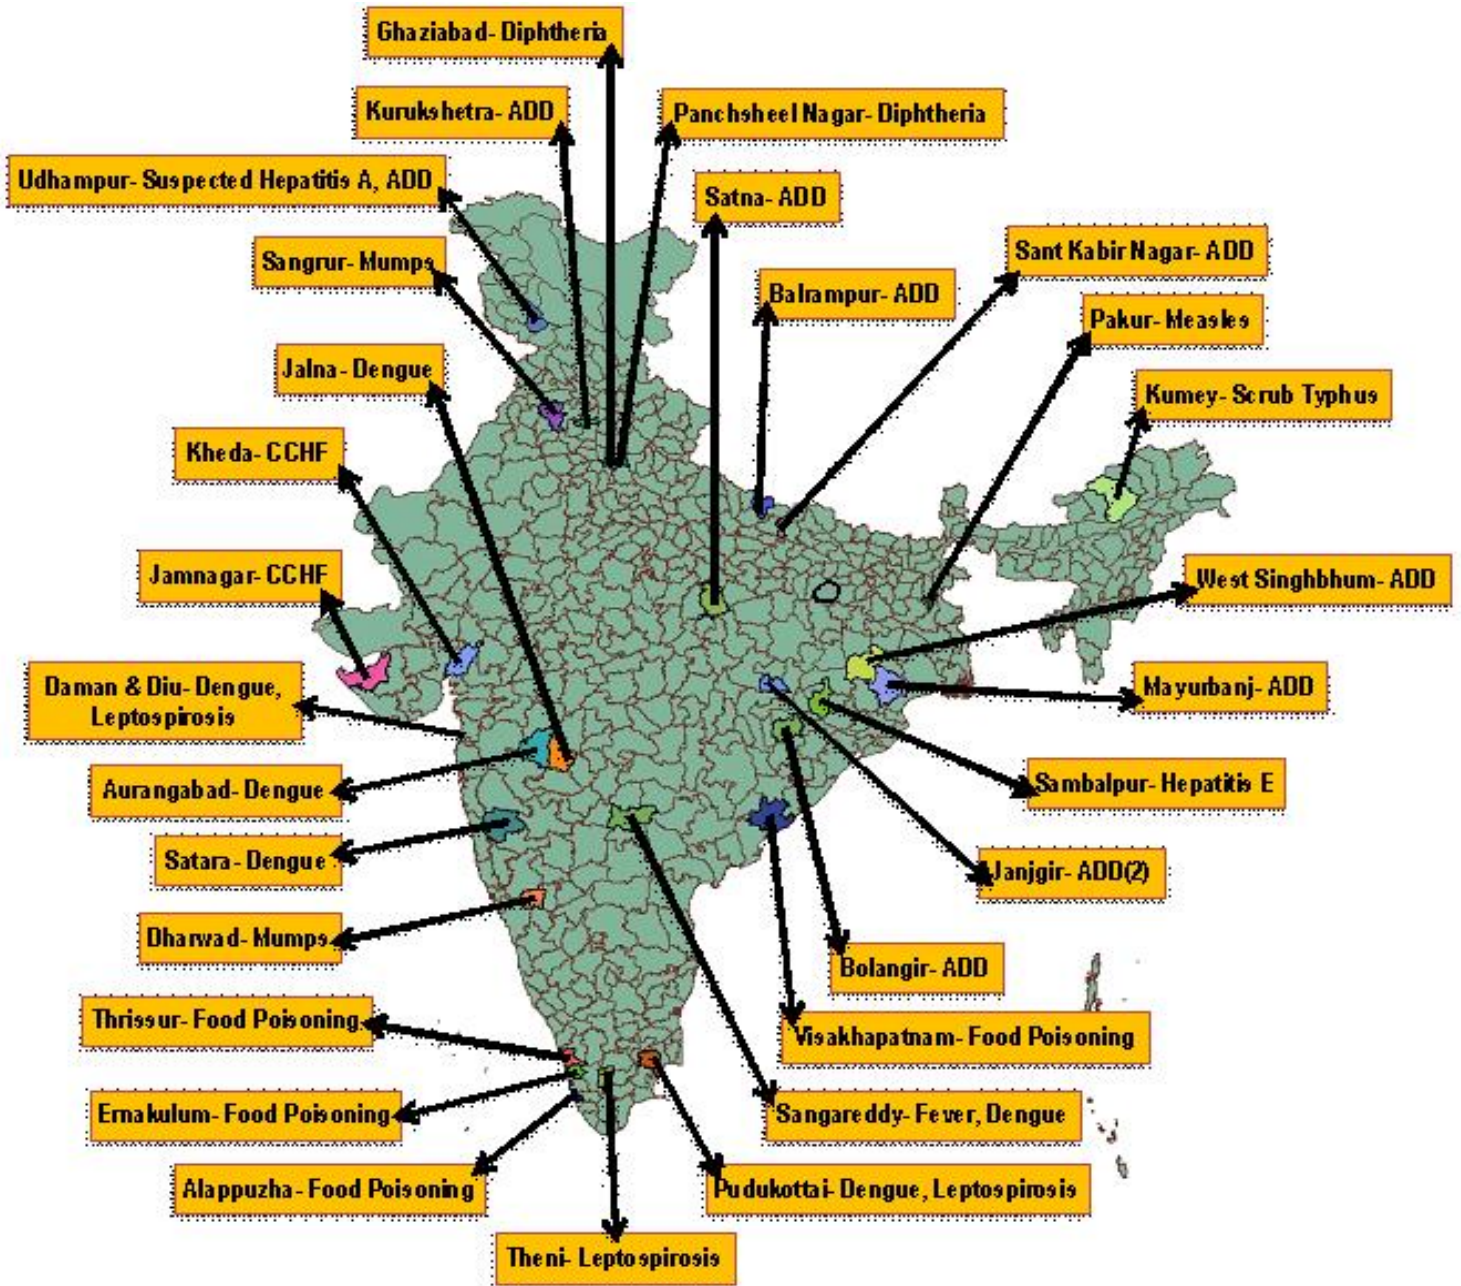 Ghaziabad- Diphtheria
Kurukshetra- ADD
Panchsheel Nagar- Diphtheria
Udhampur- Suspected Hepatitis A, ADD
Satna- ADD
Sangrur- Mumps
Sant Kabir Nagar- ADD
Balrampur- ADD
Pakur- Measles
Jalna- Dengue
Kumey- Scrub Typhus
Kheda- CCHF
Jamnagar- CCHF
West Singhbhum- ADD
Daman & Diu- Dengue,
Leptospirosis
Mayurbanj- ADD
Aurangabad- Dengue
Sambalpur- Hepatitis E
Satara- Dengue
Janjgir- ADD(2)
Dharwad- Mumps
Bolangir- ADD
Thrissur- Food Poisoning
Visakhapatnam- Food Poisoning
Ernakulum- Food Poisoning
Sangareddy- Fever, Dengue
Alappuzha- Food Poisoning
Pudukottai- Dengue, Leptospirosis
Theni- Leptospirosis